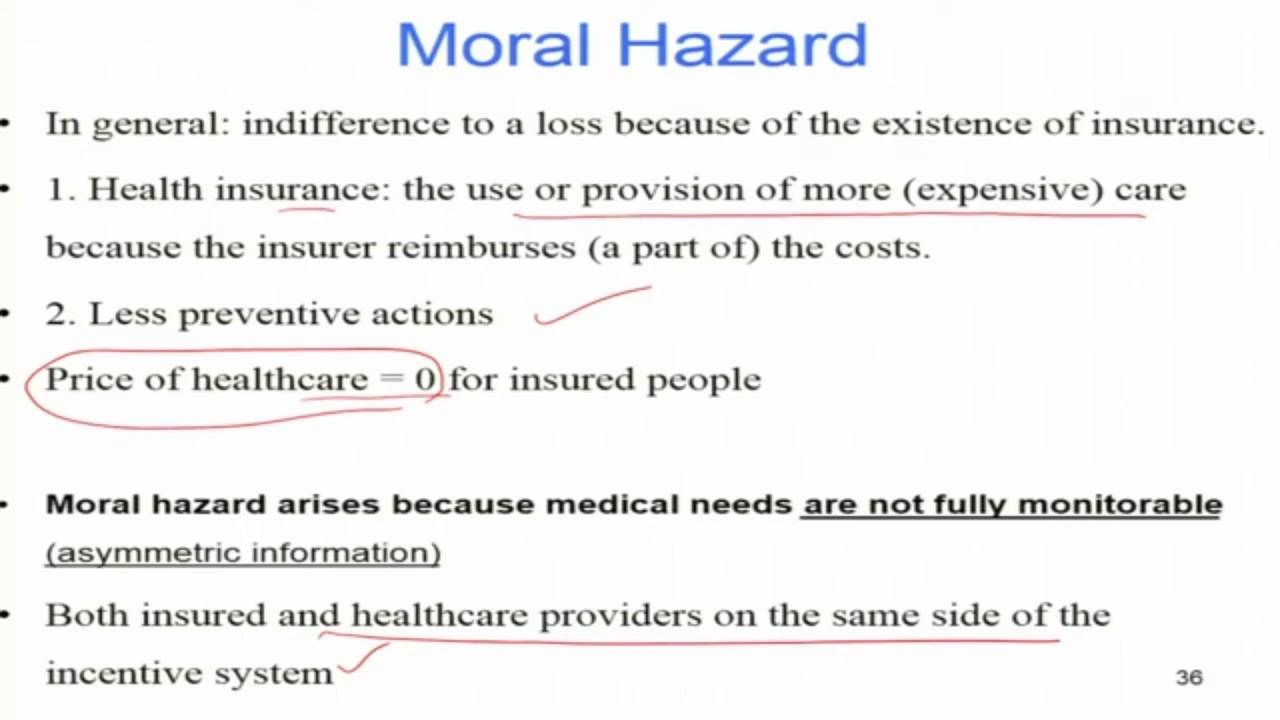 Moral Hazard
• In general: indifference to a loss because of the existence of insurance.
• 1. Health insurance: the use or provision of more (expensive) care
because the insurer reimburses (a part of) the costs.
• 2. Less preventive actions
• Price of healthcare = 0 for insured people
• Moral hazard arises because medical needs are not fully monitorable
(asymmetric information)
• Both insured and healthcare providers on the same side of the
incentive system
36